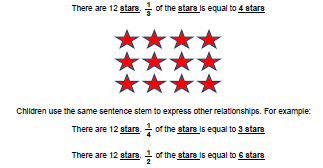 There are 12 stars. 1/3 of the stars is equal to 4 stars
Children use the same sentence stem to express other relationships. For example:
There are 12 stars. 1/4 of the stars is equal to 3 stars
There are 12 stars. 1/2 of the stars is equal to 6 stars